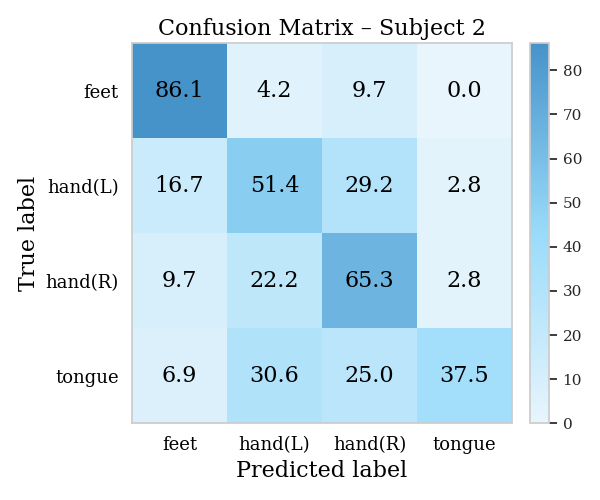 Confusion Matrix – Subject 2
feet 86.1 4.2 9.7 0.0
hand(L) 16.7 51.4 29.2 2.8
hand(R) 9.7 22.2 65.3 2.8
tongue 6.9 30.6 25.0 37.5
feet hand(L) hand(R) tongue
Predicted label
True label
80
70
60
50
40
30
20
10
0